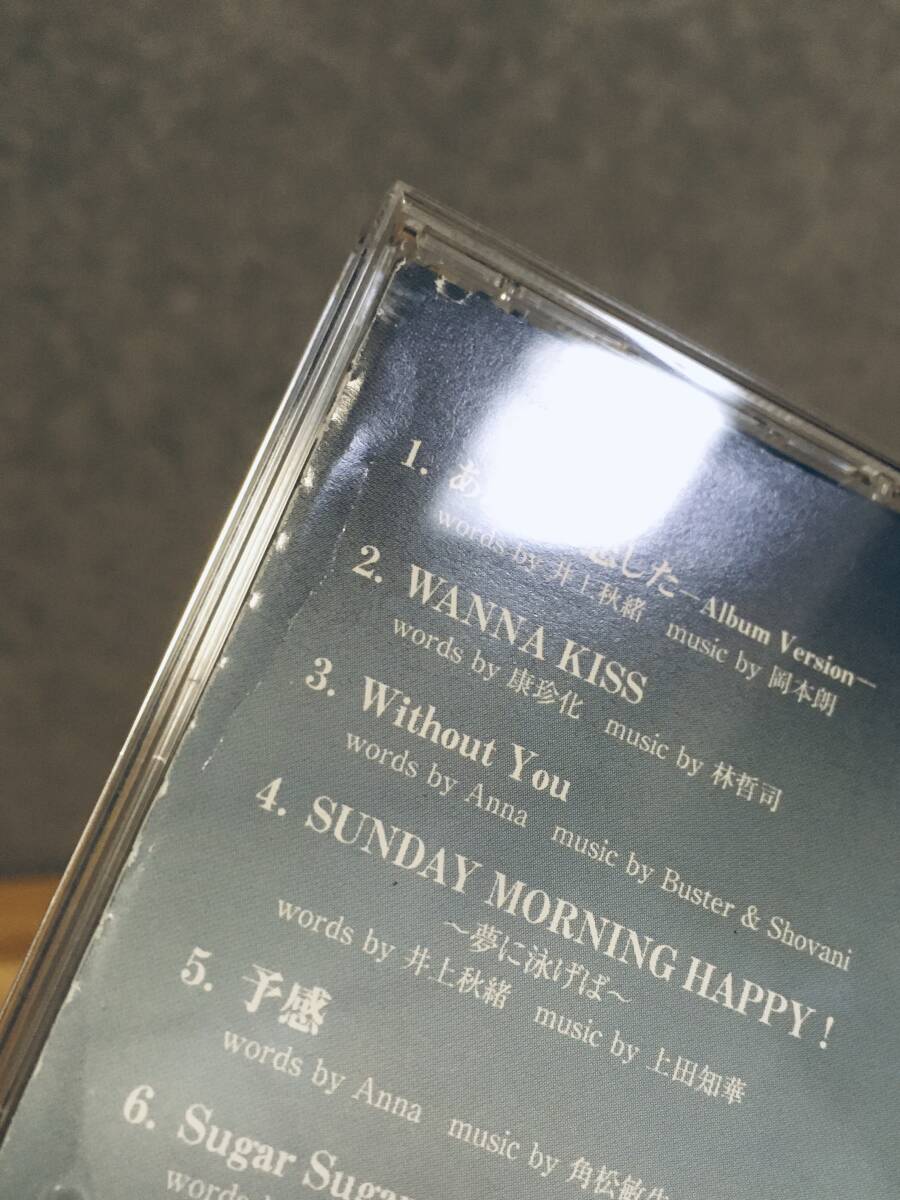 1. あ した―Album Version―
words by 井上秋緒 music by 岡本朗
2. WANNA KISS
words by 康珍化 music by 林哲司
3. Without You
words by Anna music by Buster & Shovani
4. SUNDAY MORNING HAPPY!
～夢に泳げば～
words by 井上秋緒 music by 上田知華
5. 予感
words by Anna music by 角松敏生
6. Sugar Sugar
words